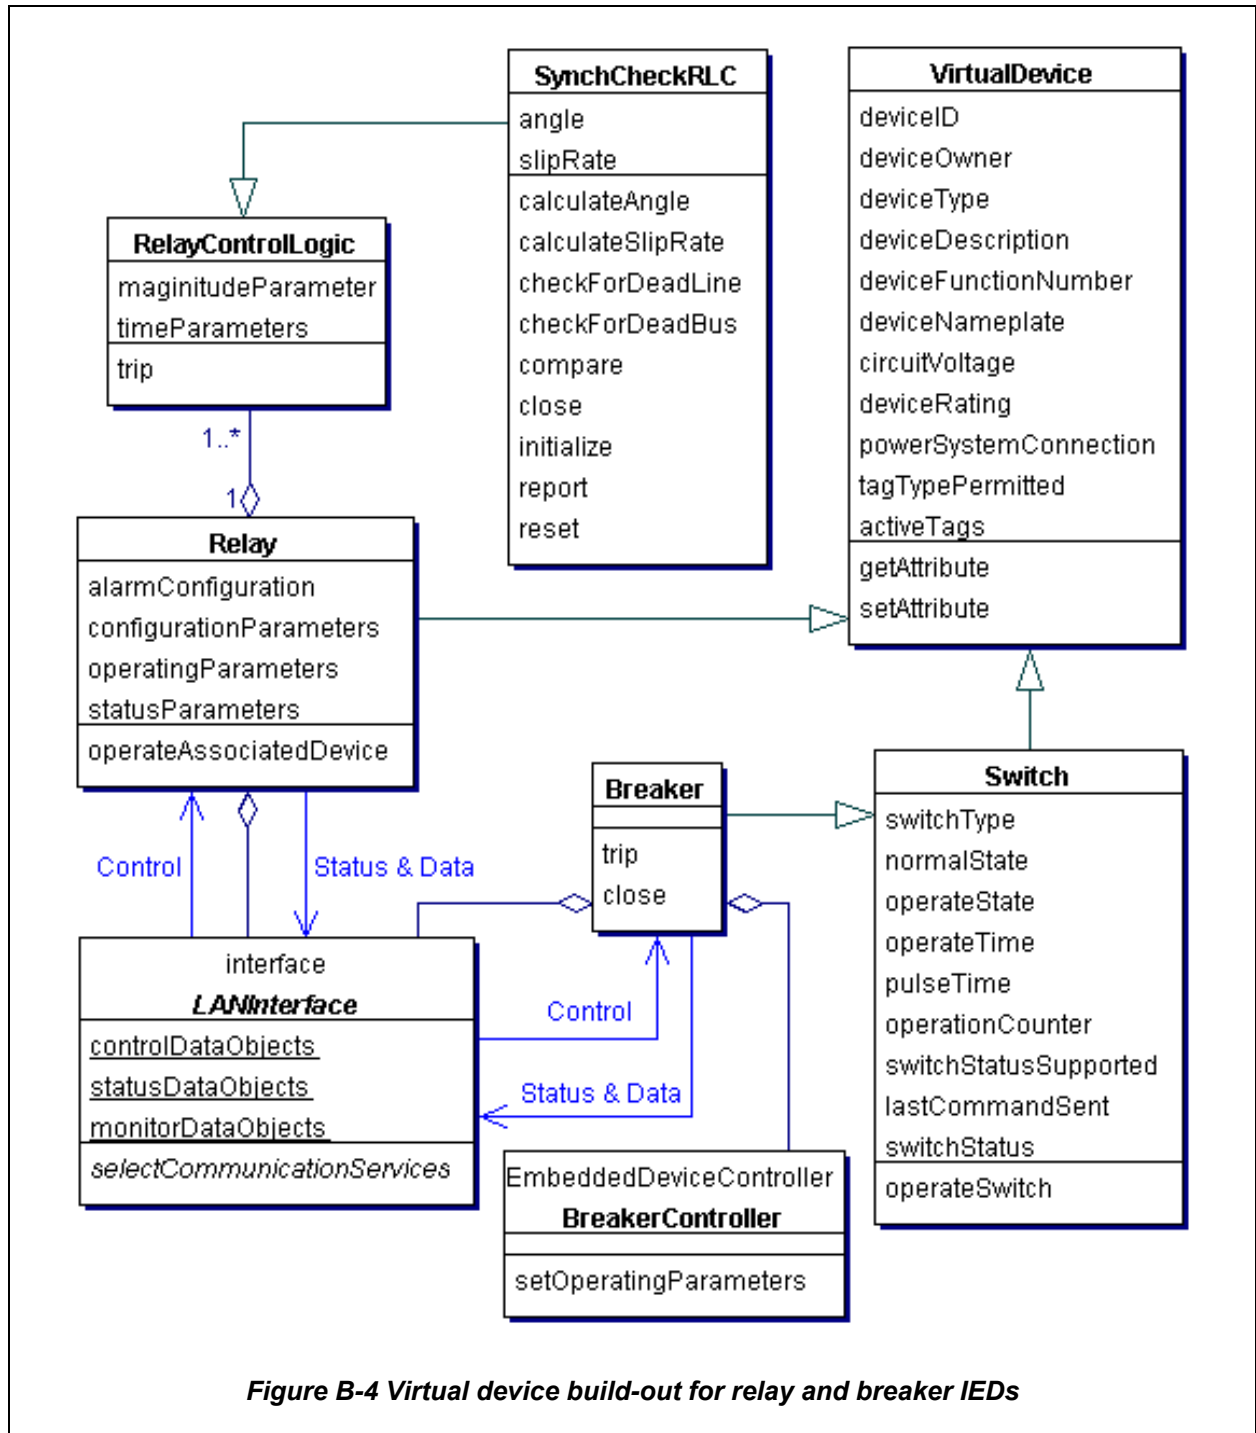 SynchCheckRLC
angle
slipRate
calculateAngle
calculateSlipRate
checkForDeadLine
checkForDeadBus
compare
close
initialize
report
reset
VirtualDevice
deviceID
deviceOwner
deviceType
deviceDescription
deviceFunctionNumber
deviceNameplate
circuitVoltage
deviceRating
powerSystemConnection
tagTypePermitted
activeTags
getAttribute
setAttribute
RelayControlLogic
maginitudeParameter
timeParameters
trip
1..*
1
Relay
alarmConfiguration
configurationParameters
operatingParameters
statusParameters
operateAssociatedDevice
Control
Status & Data
Breaker
trip
close
Switch
switchType
normalState
operateState
operateTime
pulseTime
operationCounter
switchStatusSupported
lastCommandSent
switchStatus
operateSwitch
interface
LANInterface
controlDataObjects
statusDataObjects
monitorDataObjects
selectCommunicationServices
Control
Status & Data
EmbeddedDeviceController
BreakerController
setOperatingParameters
Figure B-4 Virtual device build-out for relay and breaker IEDs